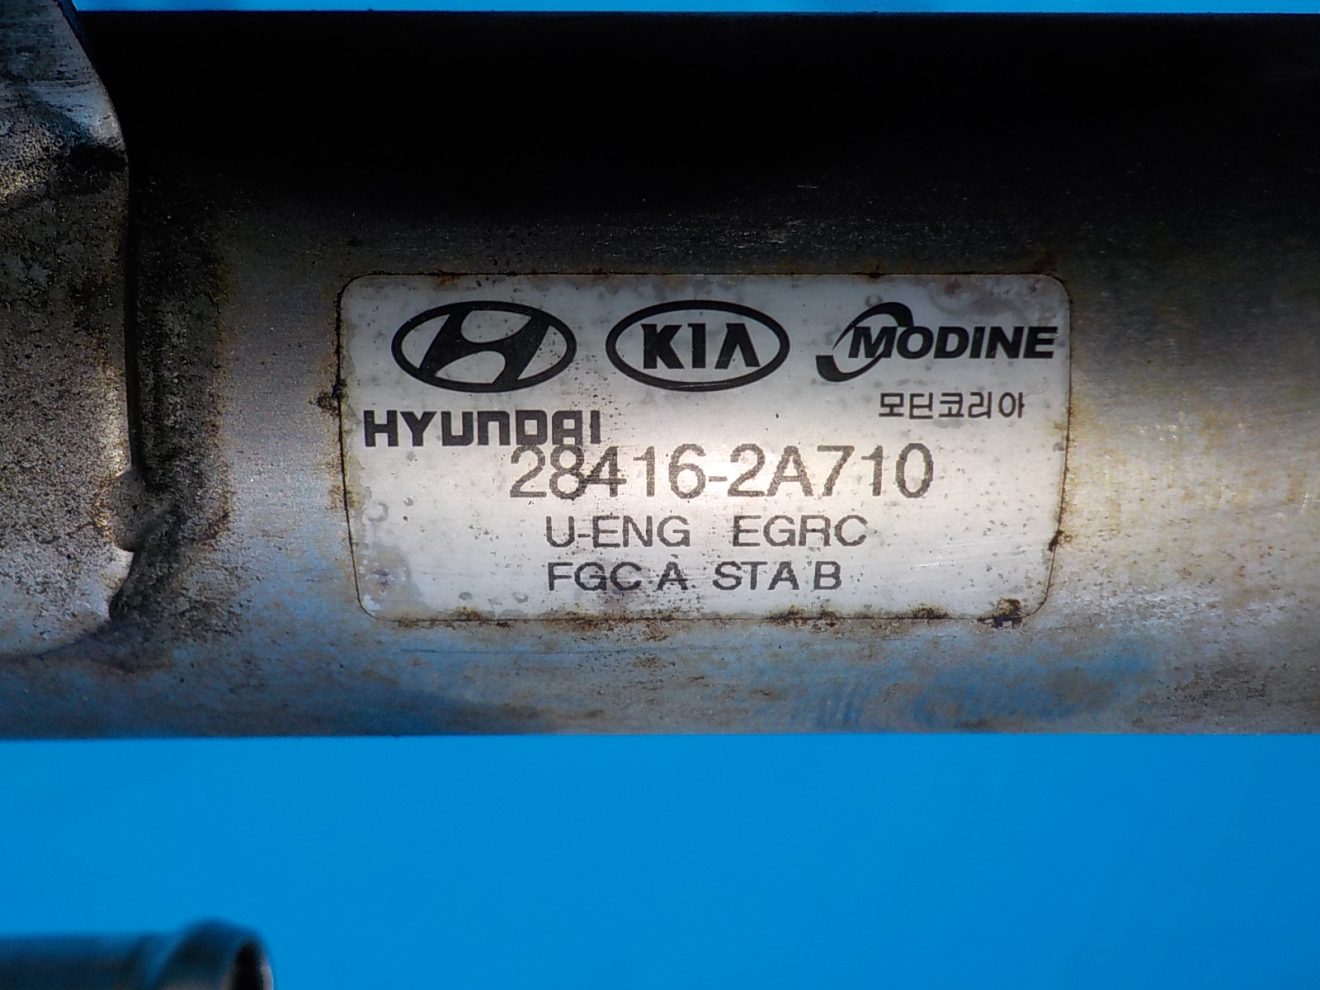 KIA MODINE
모딘코리아
HYUNDAI
28416-2A710
U-ENG EGRC
FGC A STA B